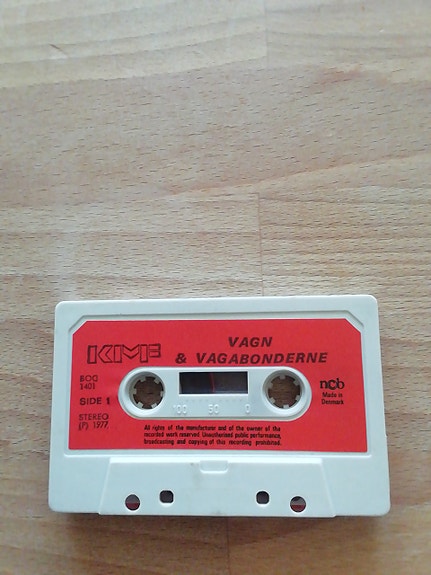 KMF
VAGN
& VAGABONDERNE
BOQ
1401
SIDE 1
STEREO
(P) 1977
100 50 0
ncb
Made in
Denmark
All rights of the manufacturer and of the owner of the
recorded work reserved. Unauthorized public performance,
broadcasting and copying of this recording prohibited.